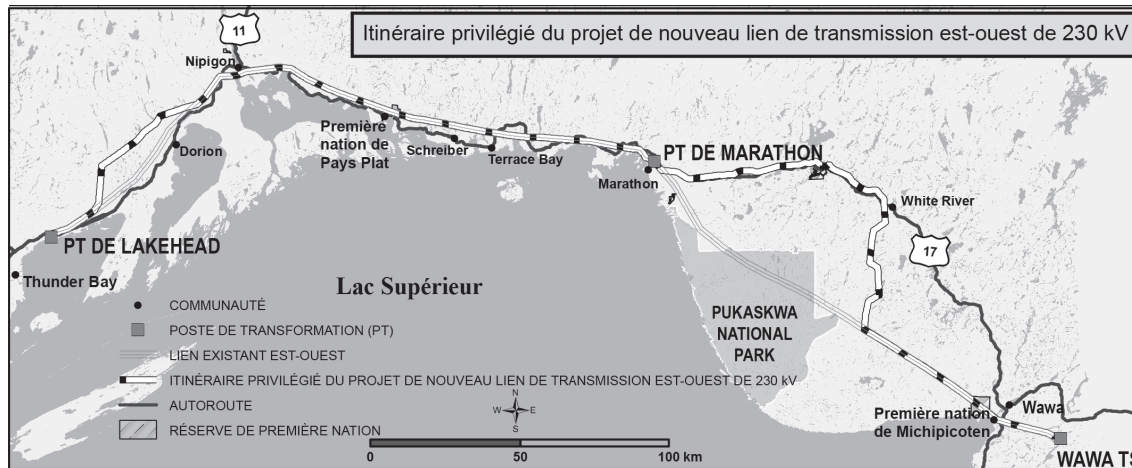 Itinéraire privilégié du projet de nouveau lien de transmission est-ouest de 230 kV
11
Nipigon
Dorion
Première
nation de
Pays Plat
Schreiber
Terrace Bay
PT DE MARATHON
Marathon
White River
17
PT DE LAKEHEAD
Thunder Bay
Lac Supérieur
PUKASKWA
NATIONAL
PARK
COMMUNAUTÉ
POSTE DE TRANSFORMATION (PT)
LIEN EXISTANT EST-OUEST
ITINÉRAIRE PRIVILÉGIÉ DU PROJET DE NOUVEAU LIEN DE TRANSMISSION EST-OUEST DE 230 kV
AUTOROUTE
RÉSERVE DE PREMIÈRE NATION
N
W E
S
0 50 100 km
Wawa
Première nation
de Michipicoten
WAWA TS